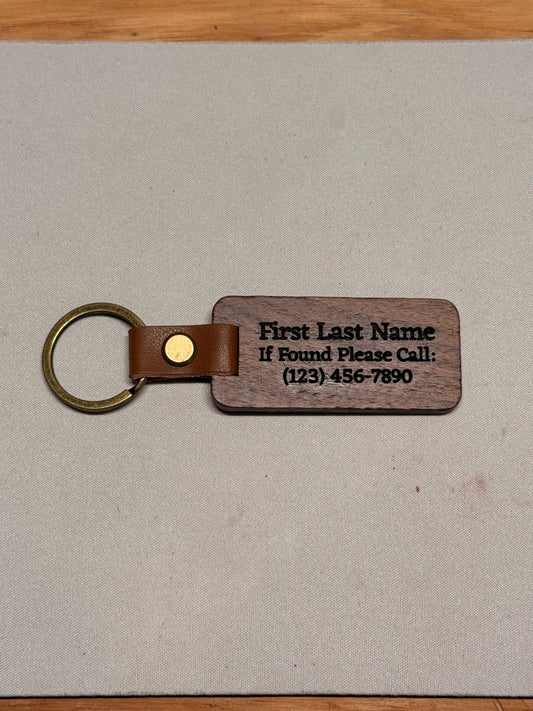 First Last Name
If Found Please Call:
(123) 456-7890